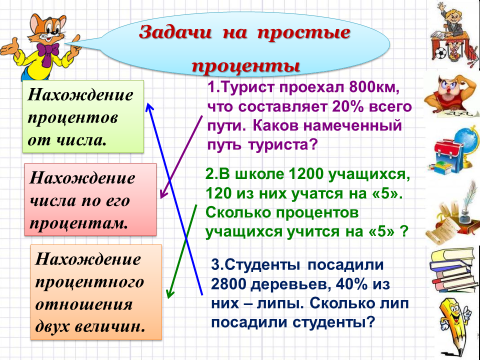 Задачи на простые
проценты
Нахождение
процентов
от числа.
Нахождение
числа по его
процентам.
Нахождение
процентного
отношения
двух величин.
1.Турист проехал 800км,
что составляет 20% всего
пути. Каков намеченный
путь туриста?
2.В школе 1200 учащихся,
120 из них учатся на «5».
Сколько процентов
учащихся учится на «5» ?
3.Студенты посадили
2800 деревьев, 40% из
них – липы. Сколько лип
посадили студенты?